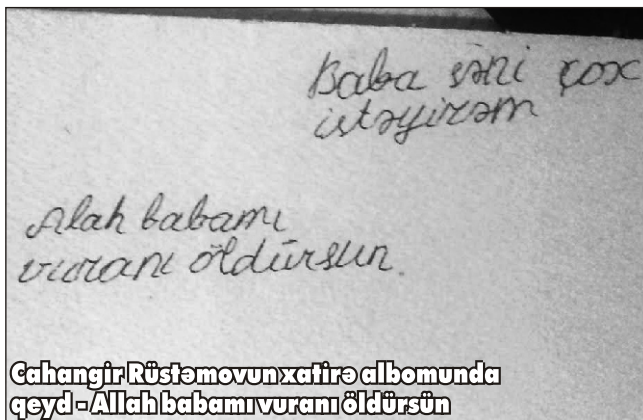 Baba səni çox
istəyirəm
Alah babamı
vuranı öldürsün.
Cahangir Rüstəmovun xatirə albomunda
qeyd - Allah babamı vuranı öldürsün